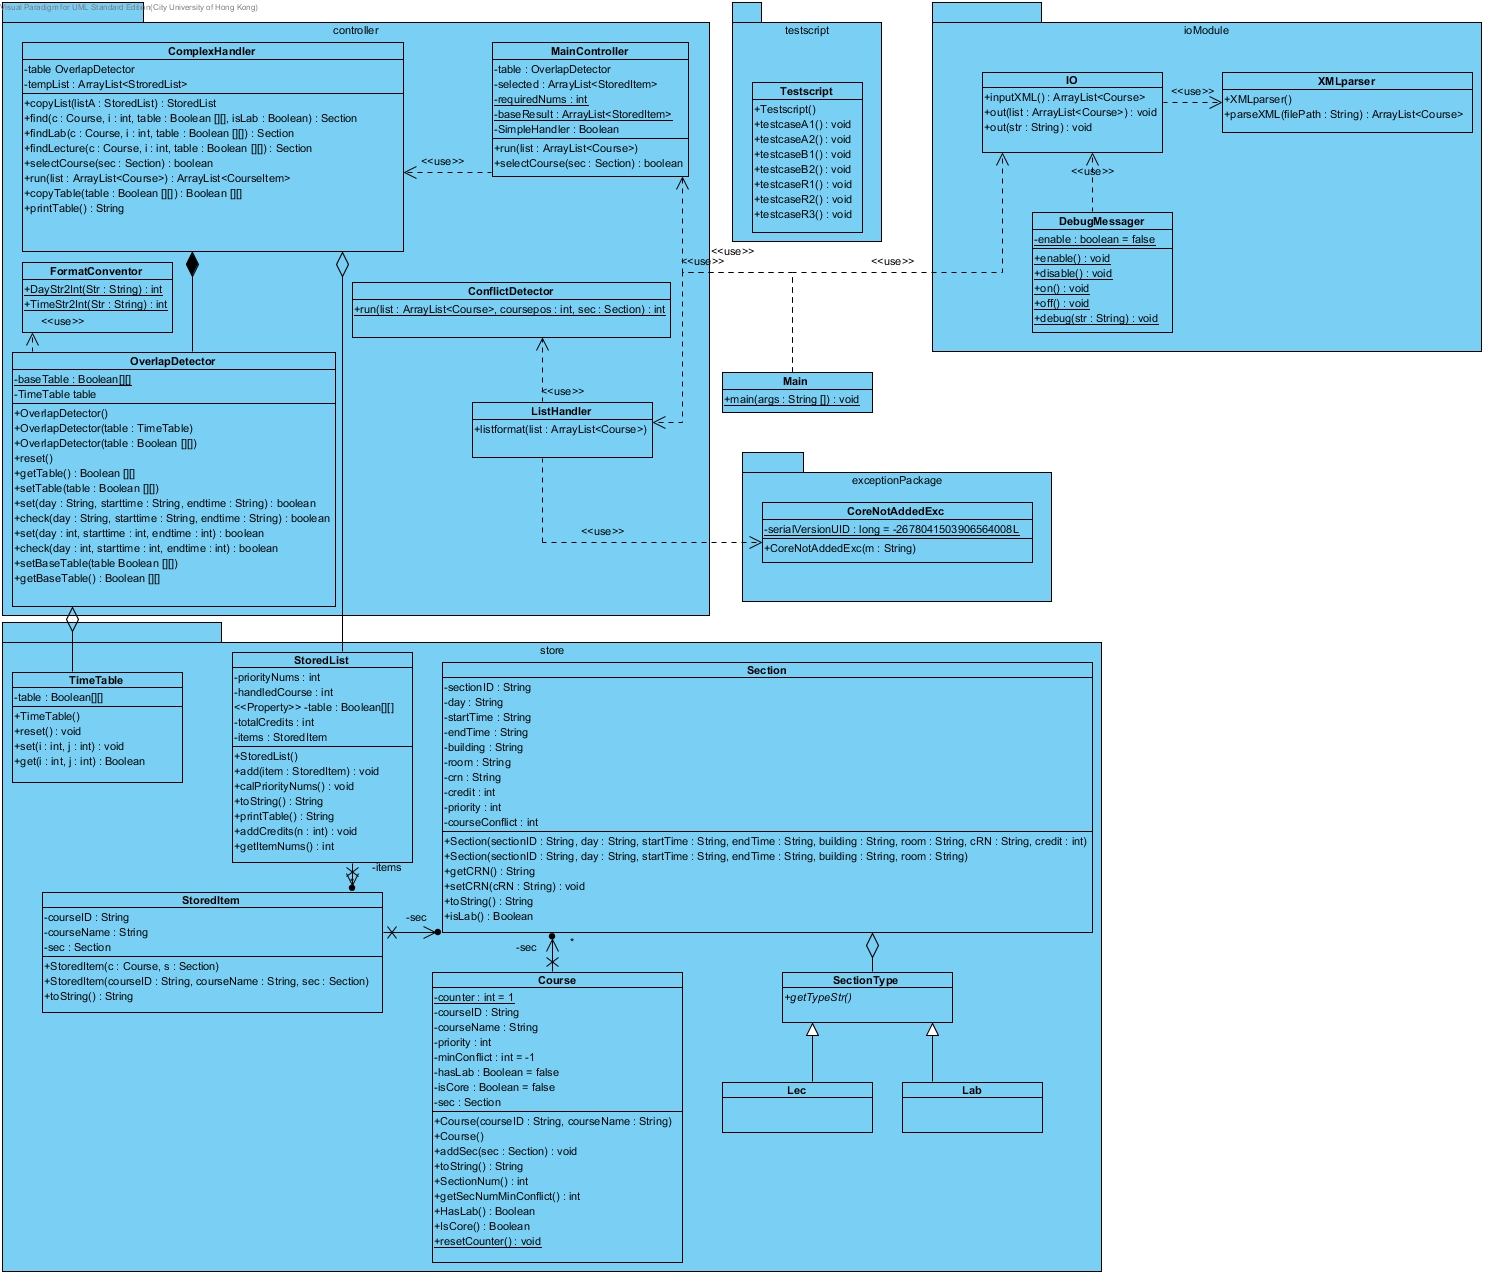 Visual Paradigm for UML Standard Edition(City University of Hong Kong)
controller
ComplexHandler
-table OverlapDetector
-tempList : ArrayList<StroredList>
+copyList(listA : StoredList) : StoredList
+find(c : Course, i : int, table : Boolean [][], isLab : Boolean) : Section
+findLab(c : Course, i : int, table : Boolean [][]) : Section
+findLecture(c : Course, i : int, table : Boolean [][]) : Section
+selectCourse(sec : Section) : boolean
+run(list : ArrayList<Course>) : ArrayList<CourseItem>
+copyTable(table : Boolean [][]) : Boolean [][]
+printTable() : String
<<use>>
MainController
-table : OverlapDetector
-selected : ArrayList<StoredItem>
-requiredNums : int
-baseResult : ArrayList<StoredItem>
-SimpleHandler : Boolean
+run(list : ArrayList<Course>)
+selectCourse(sec : Section) : boolean
FormatConventor
+DayStr2Int(Str : String) : int
+TimeStr2Int(Str : String) : int
<<use>>
ConflictDetector
+run(list : ArrayList<Course>, coursepos : int, sec : Section) : int
OverlapDetector
-baseTable : Boolean[][]
-TimeTable table
+OverlapDetector()
+OverlapDetector(table : TimeTable)
+OverlapDetector(table : Boolean [][])
+reset()
+getTable() : Boolean [][]
+setTable(table : Boolean [][])
+set(day : String, starttime : String, endtime : String) : boolean
+check(day : String, starttime : String, endtime : String) : boolean
+set(day : int, starttime : int, endtime : int) : boolean
+check(day : int, starttime : int, endtime : int) : boolean
+setBaseTable(table Boolean [][])
+getBaseTable() : Boolean [][]
<<use>>
ListHandler
+listformat(list : ArrayList<Course>)
<<use>>
testscript
Testscript
+Testscript()
+testcaseA1() : void
+testcaseA2() : void
+testcaseB1() : void
+testcaseB2() : void
+testcaseR1() : void
+testcaseR2() : void
+testcaseR3() : void
<<use>>
<<use>>
<<use>>
Main
+main(args : String []) : void
ioModule
IO
+inputXML() : ArrayList<Course>
+out(list : ArrayList<Course>) : void
+out(str : String) : void
<<use>>
XMLparser
+XMLparser()
+parseXML(filePath : String) : ArrayList<Course>
<<use>>
DebugMessager
-enable : boolean = false
+enable() : void
+disable() : void
+on() : void
+off() : void
+debug(str : String) : void
exceptionPackage
CoreNotAddedExc
-serialVersionUID : long = -2678041503906564008L
+CoreNotAddedExc(m : String)
store
TimeTable
-table : Boolean[][]
+TimeTable()
+reset() : void
+set(i : int, j : int) : void
+get(i : int, j : int) : Boolean
StoredList
-priorityNums : int
-handledCourse : int
<<Property>> -table : Boolean[][]
-totalCredits : int
-items : StoredItem
+StoredList()
+add(item : StoredItem) : void
+calPriorityNums() : void
+toString() : String
+printTable() : String
+addCredits(n : int) : void
+getItemNums() : int
-items
Section
-sectionID : String
-day : String
-startTime : String
-endTime : String
-building : String
-room : String
-crn : String
-credit : int
-priority : int
-courseConflict : int
+Section(sectionID : String, day : String, startTime : String, endTime : String, building : String, room : String, cRN : String, credit : int)
+Section(sectionID : String, day : String, startTime : String, endTime : String, building : String, room : String)
+getCRN() : String
+setCRN(cRN : String) : void
+toString() : String
+isLab() : Boolean
StoredItem
-courseID : String
-courseName : String
-sec : Section
+StoredItem(c : Course, s : Section)
+StoredItem(courseID : String, courseName : String, sec : Section)
+toString() : String
-sec
-sec
*
Course
-counter : int = 1
-courseID : String
-courseName : String
-priority : int
-minConflict : int = -1
-hasLab : Boolean = false
-isCore : Boolean = false
-sec : Section
+Course(courseID : String, courseName : String)
+Course()
+addSec(sec : Section) : void
+toString() : String
+SectionNum() : int
+getSecNumMinConflict() : int
+HasLab() : Boolean
+IsCore() : Boolean
+resetCounter() : void
SectionType
+getTypeStr()
Lec
Lab